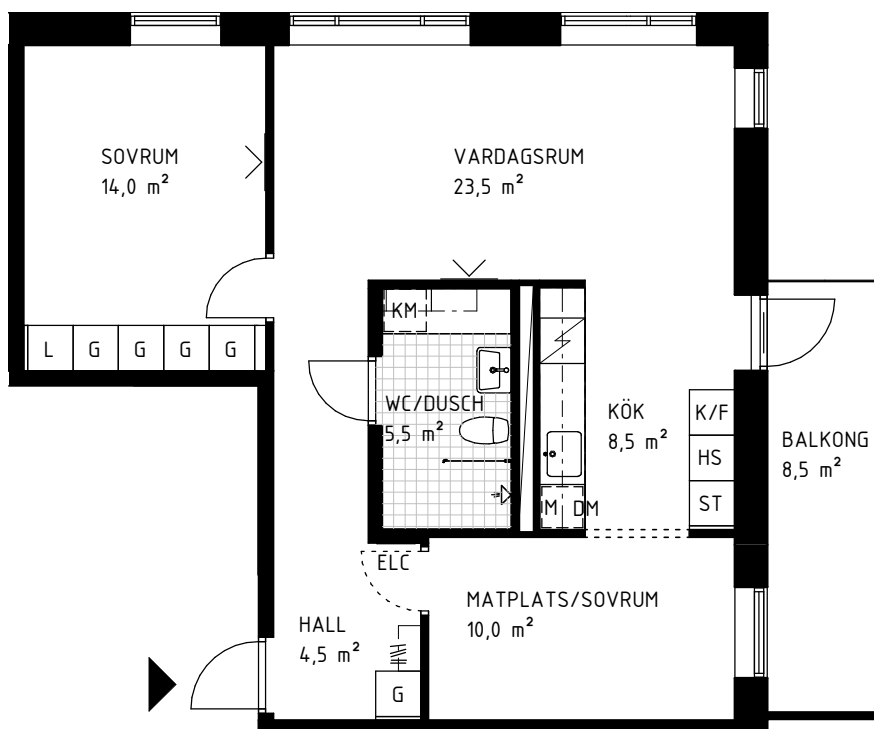 SOVRUM
14,0 m²
VARDAGSRUM
23,5 m²
L G G G G
KM
WC/DUSCH
5,5 m²
KÖK
8,5 m²
K/F
HS
ST
BALKONG
8,5 m²
M DM
ELC
MATPLATS/SOVRUM
10,0 m²
HALL
4,5 m²
G